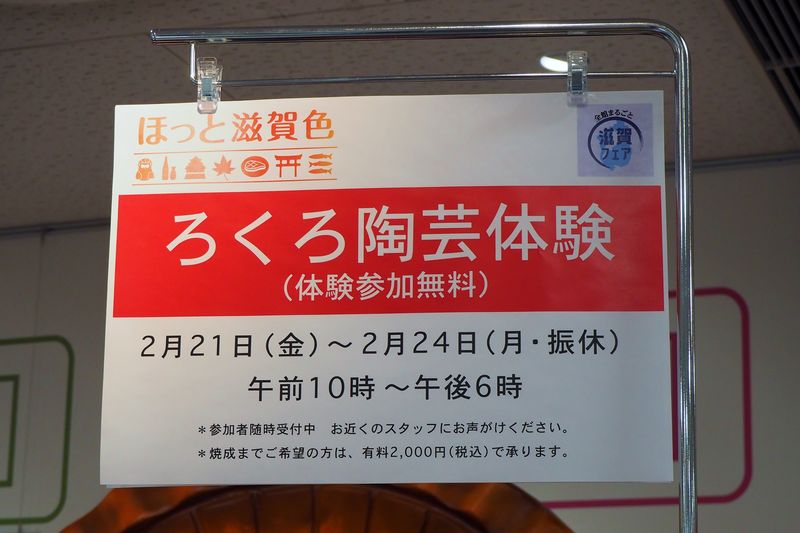 ほっと滋賀色
全館まるごと
滋賀
フェア
ろくろ陶芸体験
(体験参加無料)
2月21日(金)～2月24日(月・振休)
午前10時～午後6時
＊参加者随時受付中　お近くのスタッフにお声がけください。
＊焼成までご希望の方は、有料2,000円(税込)で承ります。